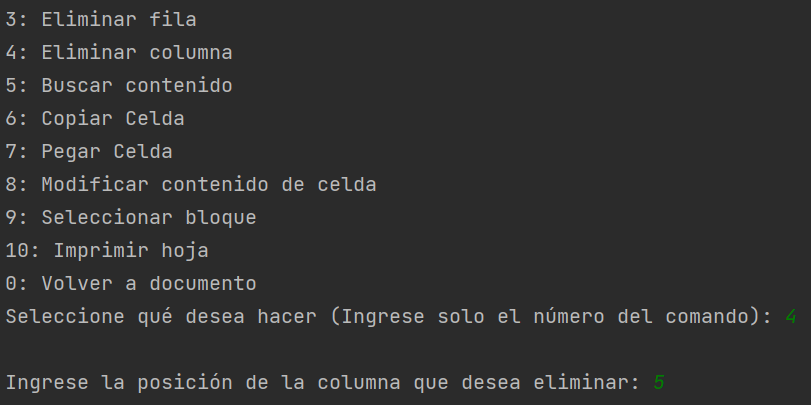 3: Eliminar fila
4: Eliminar columna
5: Buscar contenido
6: Copiar Celda
7: Pegar Celda
8: Modificar contenido de celda
9: Seleccionar bloque
10: Imprimir hoja
0: Volver a documento
Seleccione qué desea hacer (Ingrese solo el número del comando): 4
Ingrese la posición de la columna que desea eliminar: 5